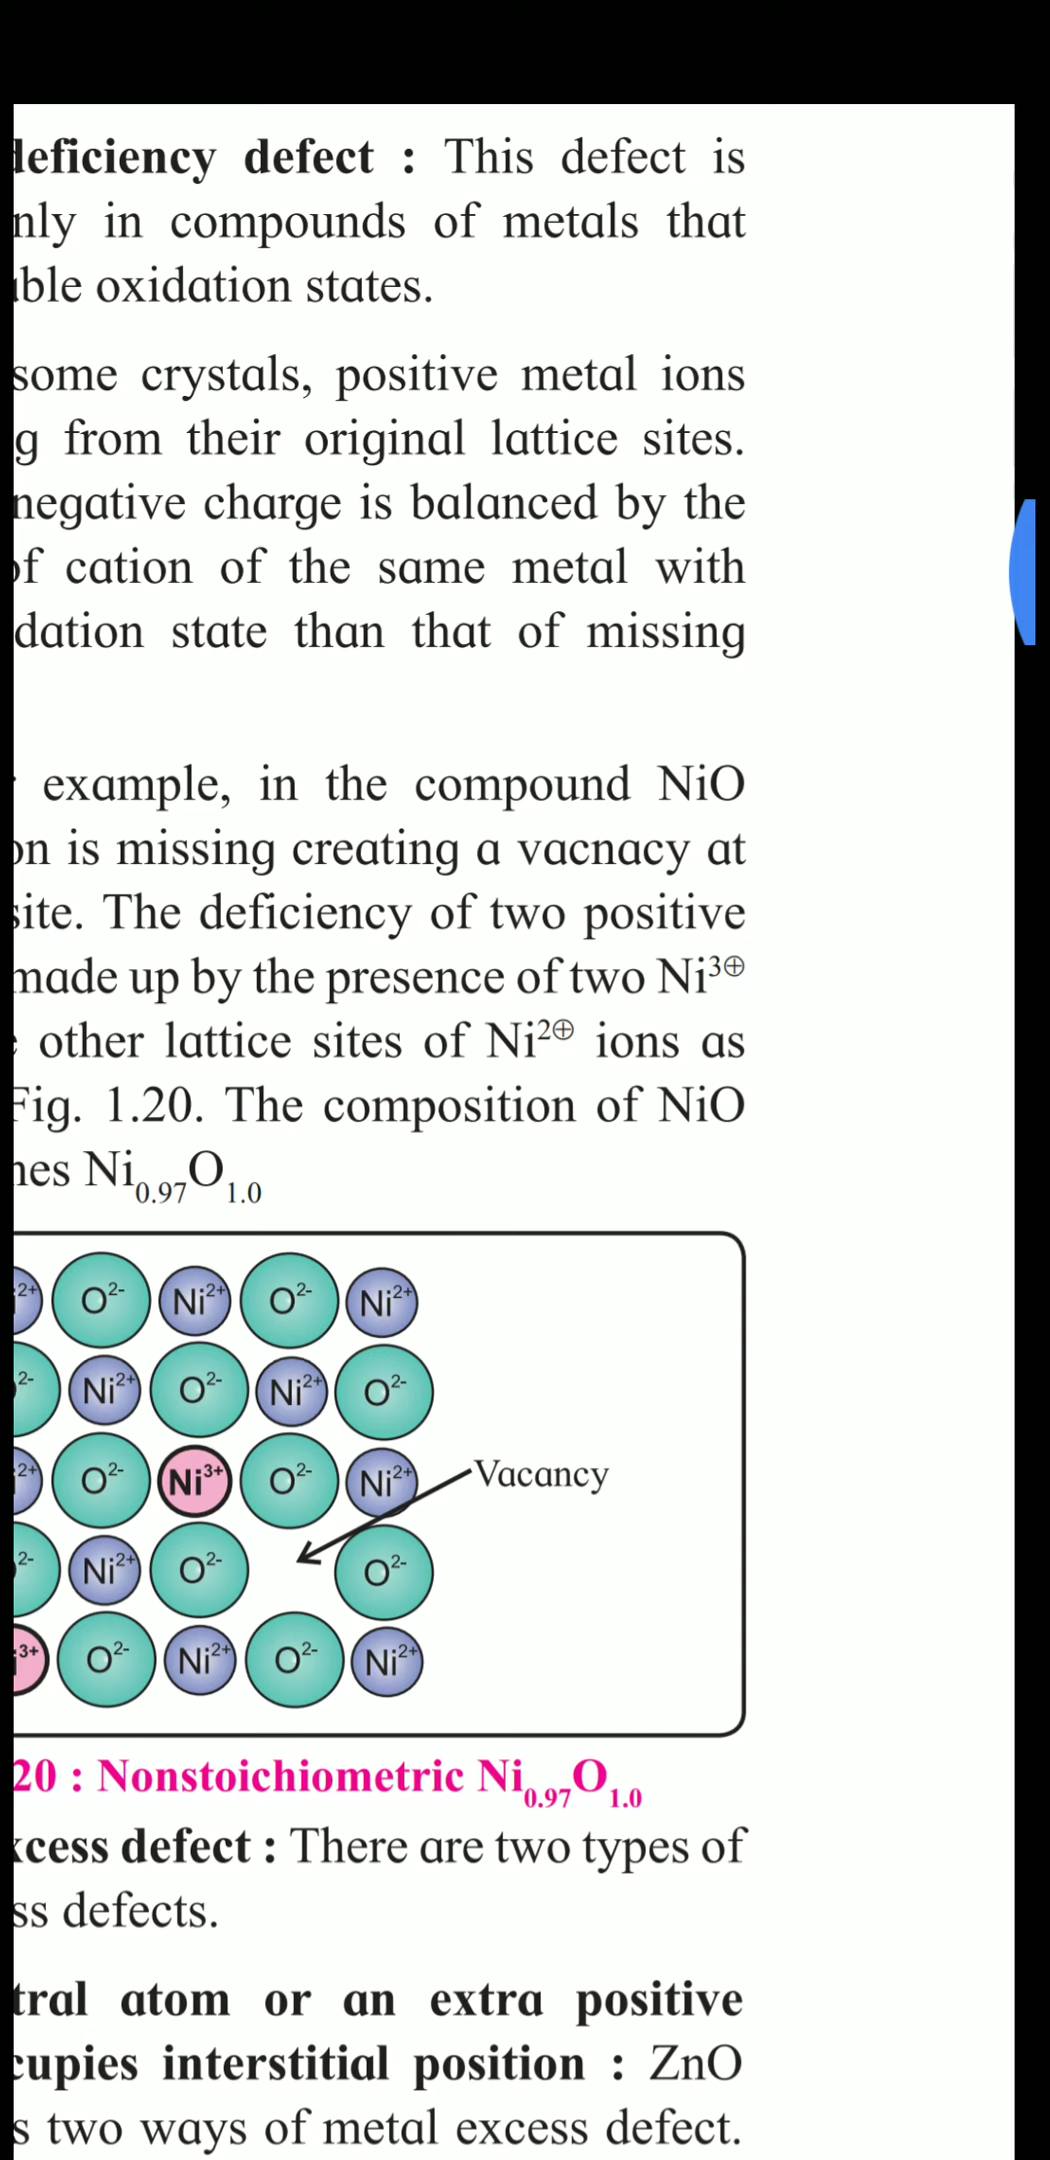 deficiency defect : This defect is
nly in compounds of metals that
ble oxidation states.
some crystals, positive metal ions
g from their original lattice sites.
negative charge is balanced by the
of cation of the same metal with
dation state than that of missing
example, in the compound NiO
on is missing creating a vacnacy at
site. The deficiency of two positive
made up by the presence of two Ni³⊕
other lattice sites of Ni²⊕ ions as
Fig. 1.20. The composition of NiO
mes Ni₀.₉₇O₁.₀
2+ O²⁻ Ni²⁺ O²⁻ Ni²⁺
2- Ni²⁺ O²⁻ Ni²⁺ O²⁻
2+ O²⁻ Ni³⁺ O²⁻ Ni²⁺ Vacancy
2- Ni²⁺ O²⁻ O²⁻
3+ O²⁻ Ni²⁺ O²⁻ Ni²⁺
20 : Nonstoichiometric Ni₀.₉₇O₁.₀
xcess defect : There are two types of
ss defects.
tral atom or an extra positive
cupies interstitial position : ZnO
s two ways of metal excess defect.